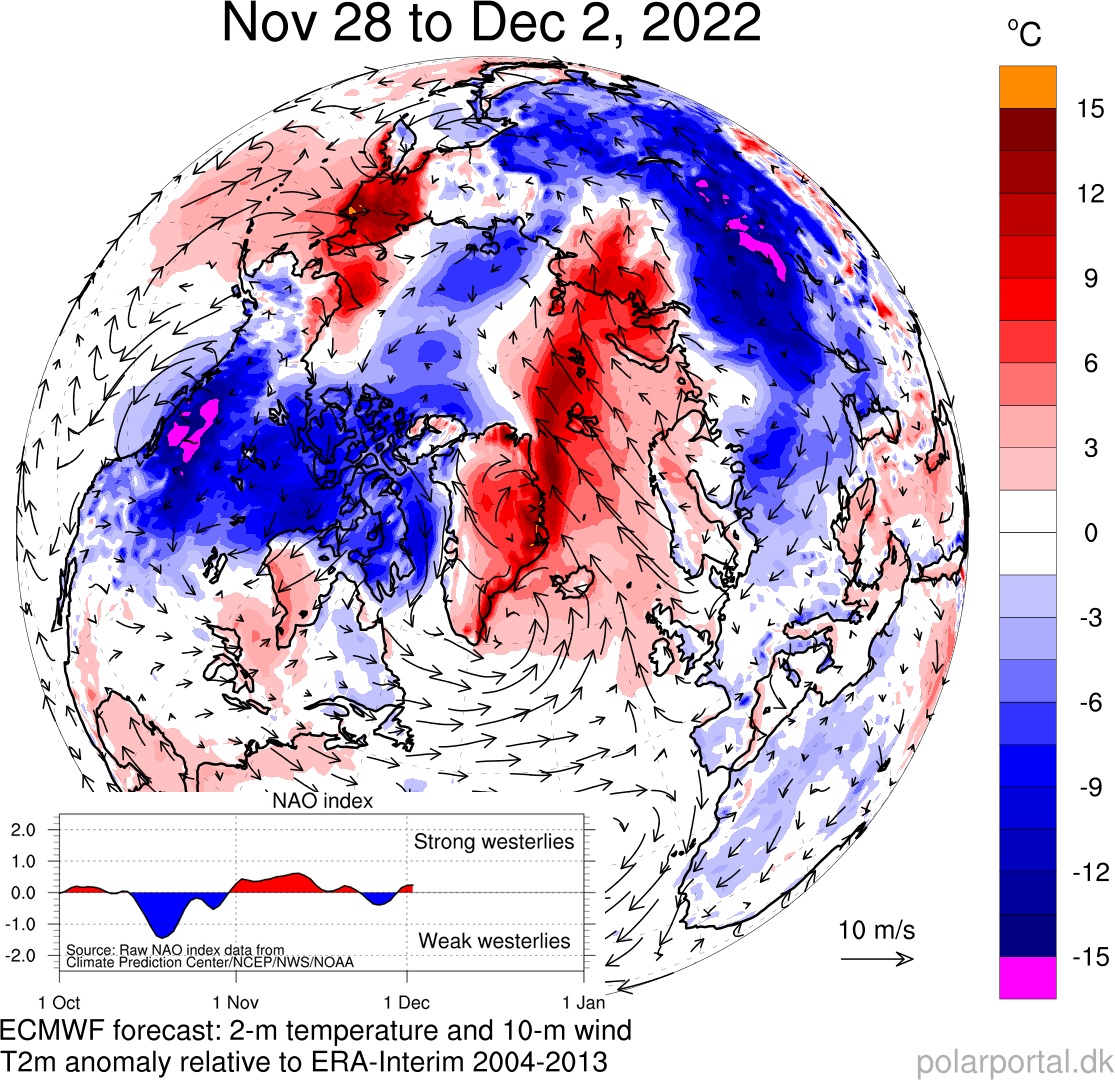 Nov 28 to Dec 2, 2022
°C
15
12
9
6
3
0
-3
-6
-9
-12
-15
NAO index
2.0
1.0
0.0
-1.0
-2.0
Strong westerlies
Weak westerlies
Source: Raw NAO index data from
Climate Prediction Center/NCEP/NWS/NOAA
1 Oct 1 Nov 1 Dec 1 Jan
10 m/s
ECMWF forecast: 2-m temperature and 10-m wind
T2m anomaly relative to ERA-Interim 2004-2013
polarportal.dk